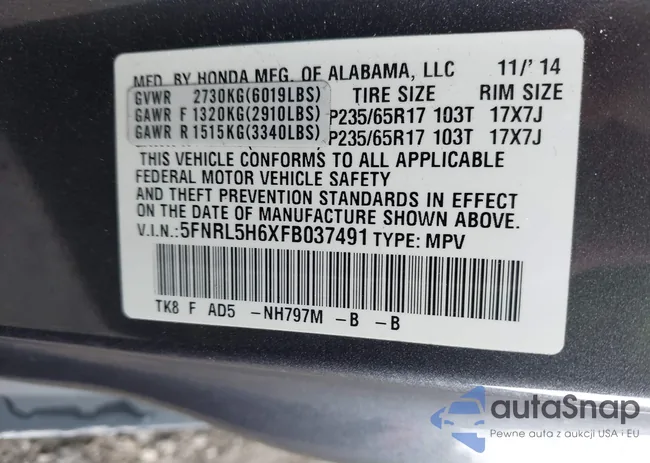 MFD. BY HONDA MFG. OF ALABAMA, LLC 11/' 14
GVWR 2730KG(6019LBS) TIRE SIZE RIM SIZE
GAWR F 1320KG(2910LBS) P235/65R17 103T 17X7J
GAWR R 1515KG(3340LBS) P235/65R17 103T 17X7J
THIS VEHICLE CONFORMS TO ALL APPLICABLE
FEDERAL MOTOR VEHICLE SAFETY
AND THEFT PREVENTION STANDARDS IN EFFECT
ON THE DATE OF MANUFACTURE SHOWN ABOVE.
V.I.N.:5FNRL5H6XFB037491 TYPE: MPV
TK8 F AD5 -NH797M -B -B
autaSnap
Pewne auta z aukcji USA i EU